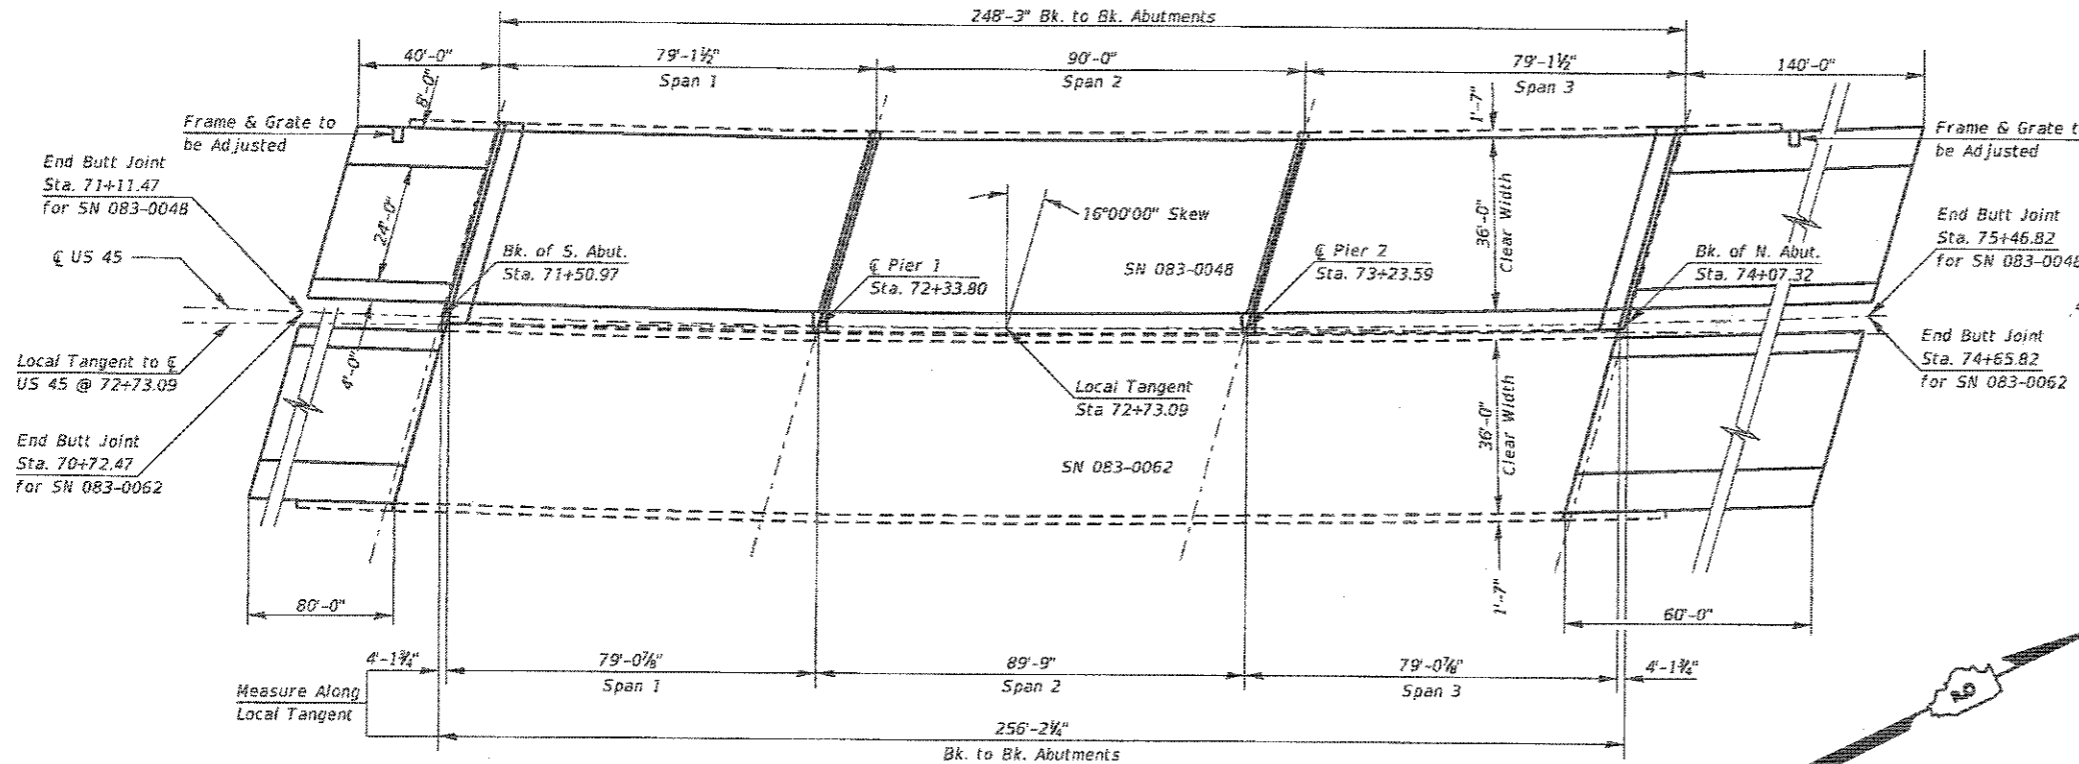 248'-3" Bk. to Bk. Abutments
40'-0"
79'-1½"
Span 1
90'-0"
Span 2
79'-1½"
Span 3
140'-0"
8'-0"
1'-7"
Frame & Grate to
be Adjusted
Frame & Grate t
be Adjusted
End Butt Joint
Sta. 71+11.47
for SN 083-0048
24'-0"
16°00'00" Skew
36'-0"
Clear Width
End Butt Joint
Sta. 75+46.82
for SN 083-0048
℄ US 45
Bk. of S. Abut.
Sta. 71+50.97
℄ Pier 1
Sta. 72+33.80
SN 083-0048
℄ Pier 2
Sta. 73+23.59
Bk. of N. Abut.
Sta. 74+07.32
Local Tangent to ℄
US 45 @ 72+73.09
4'-0"
Local Tangent
Sta 72+73.09
End Butt Joint
Sta. 74+65.82
for SN 083-0062
End Butt Joint
Sta. 70+72.47
for SN 083-0062
SN 083-0062
36'-0"
Clear Width
1'-7"
80'-0"
60'-0"
4'-1¾"
79'-0⅞"
Span 1
89'-9"
Span 2
79'-0⅞"
Span 3
4'-1¾"
Measure Along
Local Tangent
256'-2¼"
Bk. to Bk. Abutments